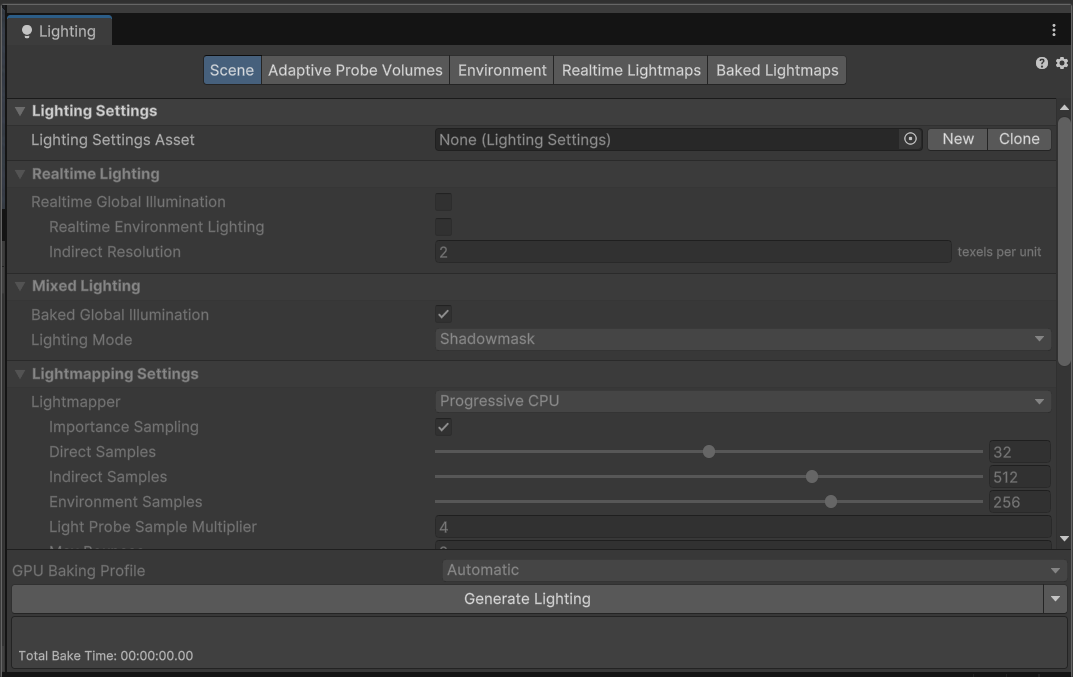 Lighting
Scene Adaptive Probe Volumes Environment Realtime Lightmaps Baked Lightmaps
Lighting Settings
Lighting Settings Asset None (Lighting Settings) New Clone
Realtime Lighting
Realtime Global Illumination
Realtime Environment Lighting
Indirect Resolution 2 texels per unit
Mixed Lighting
Baked Global Illumination
Lighting Mode Shadowmask
Lightmapping Settings
Lightmapper Progressive CPU
Importance Sampling
Direct Samples 32
Indirect Samples 512
Environment Samples 256
Light Probe Sample Multiplier 4
GPU Baking Profile Automatic
Generate Lighting
Total Bake Time: 00:00:00.00